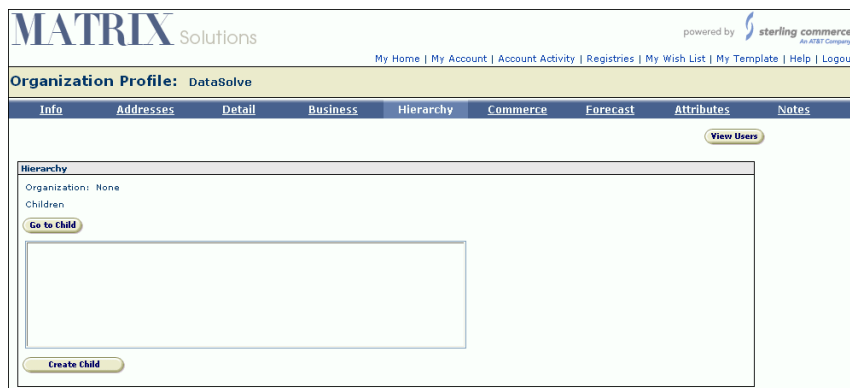 MATRIX Solutions
powered by sterling commerce
An AT&T Company
My Home | My Account | Account Activity | Registries | My Wish List | My Template | Help | Logou
Organization Profile: DataSolve
Info Addresses Detail Business Hierarchy Commerce Forecast Attributes Notes
View Users
Hierarchy
Organization: None
Children
Go to Child
Create Child